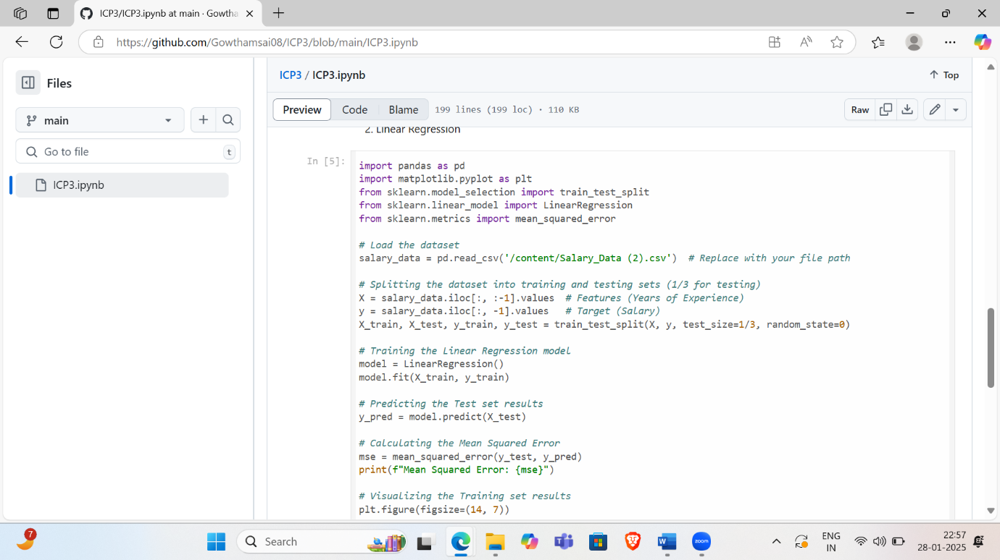 ICP3/ICP3.ipynb at main · Gowtha
https://github.com/Gowthamsai08/ICP3/blob/main/ICP3.ipynb
Files
main
Go to file
t
ICP3.ipynb
ICP3 / ICP3.ipynb
Top
Preview
Code
Blame
199 lines (199 loc) · 110 KB
Raw
2. Linear Regression
In [5]:
import pandas as pd
import matplotlib.pyplot as plt
from sklearn.model_selection import train_test_split
from sklearn.linear_model import LinearRegression
from sklearn.metrics import mean_squared_error
# Load the dataset
salary_data = pd.read_csv('/content/Salary_Data (2).csv')  # Replace with your file path
# Splitting the dataset into training and testing sets (1/3 for testing)
X = salary_data.iloc[:, :-1].values  # Features (Years of Experience)
y = salary_data.iloc[:, -1].values   # Target (Salary)
X_train, X_test, y_train, y_test = train_test_split(X, y, test_size=1/3, random_state=0)
# Training the Linear Regression model
model = LinearRegression()
model.fit(X_train, y_train)
# Predicting the Test set results
y_pred = model.predict(X_test)
# Calculating the Mean Squared Error
mse = mean_squared_error(y_test, y_pred)
print(f"Mean Squared Error: {mse}")
# Visualizing the Training set results
plt.figure(figsize=(14, 7))
7
Search
zoom
ENG
IN
22:57
28-01-2025